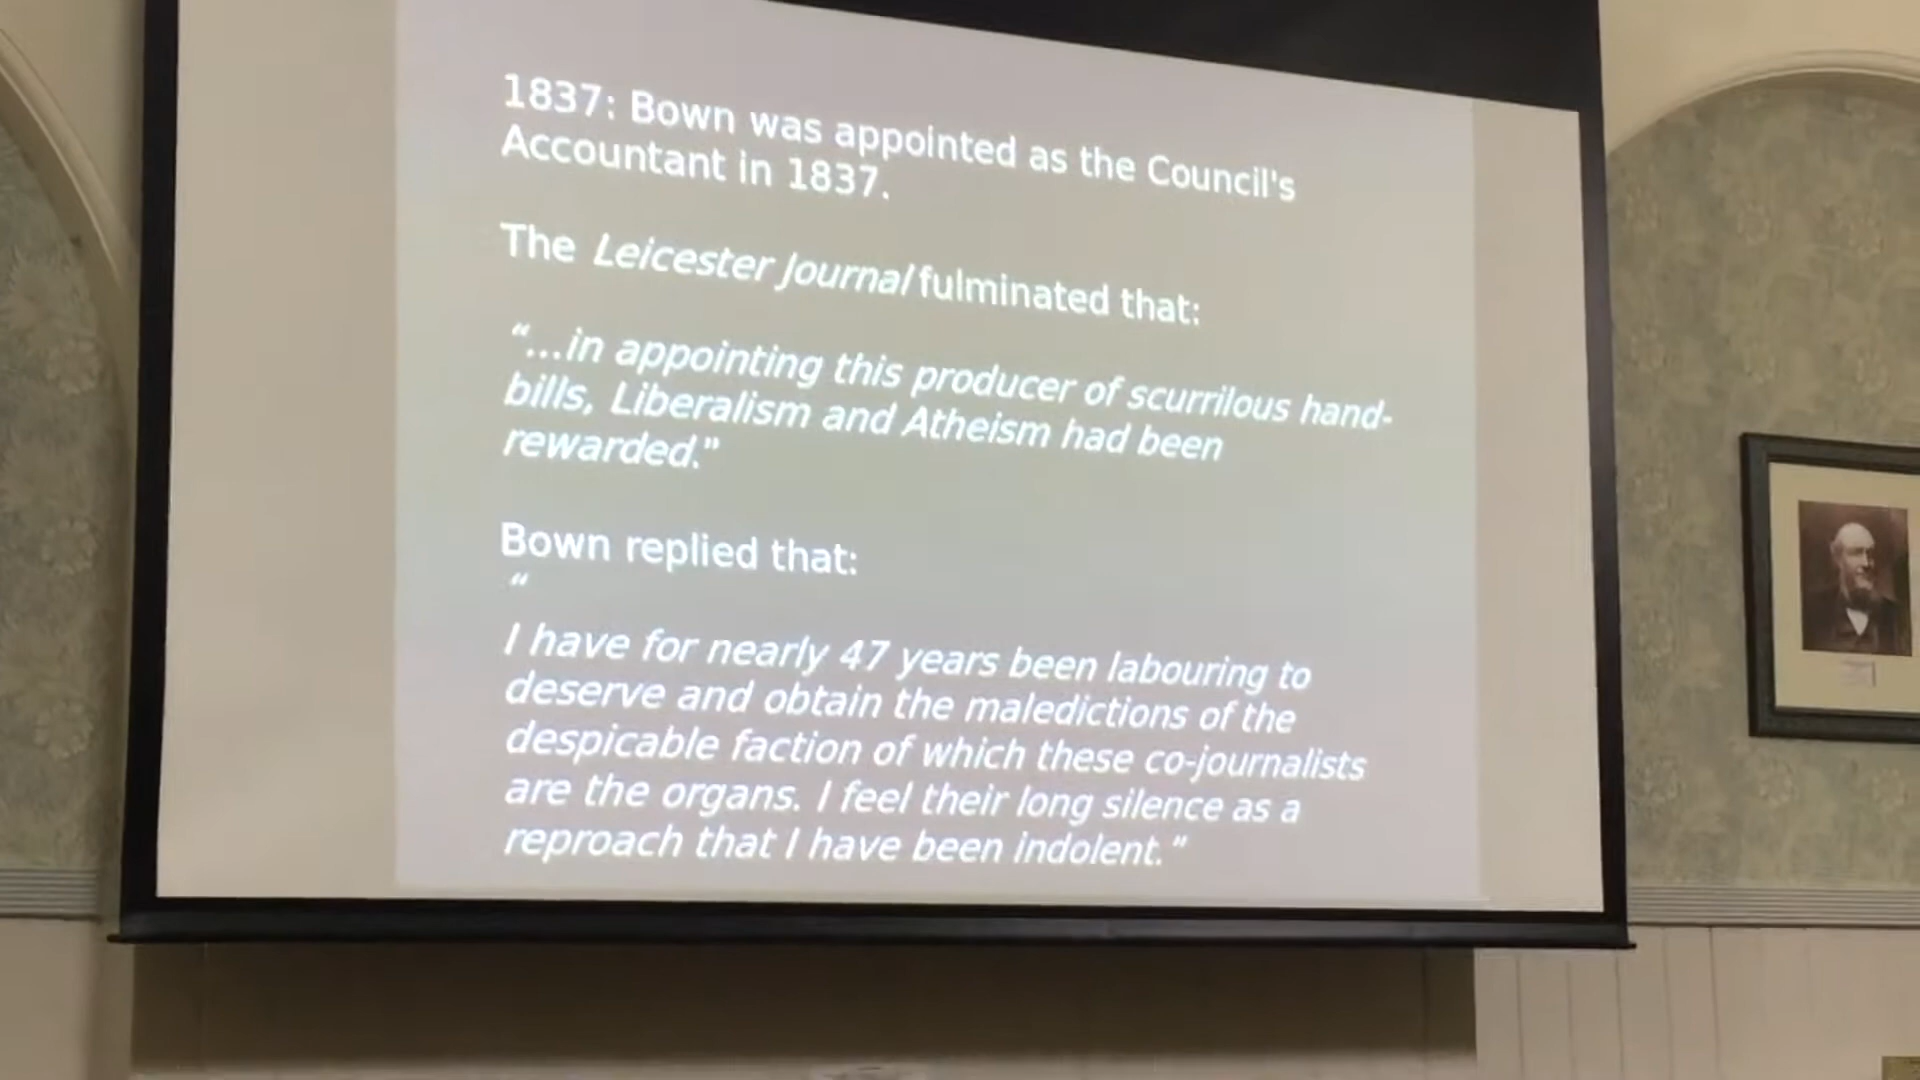 1837: Bown was appointed as the Council's
Accountant in 1837.
The Leicester Journal fulminated that:
“...in appointing this producer of scurrilous hand-
bills, Liberalism and Atheism had been
rewarded.”
Bown replied that:
“
I have for nearly 47 years been labouring to
deserve and obtain the maledictions of the
despicable faction of which these co-journalists
are the organs. I feel their long silence as a
reproach that I have been indolent.“